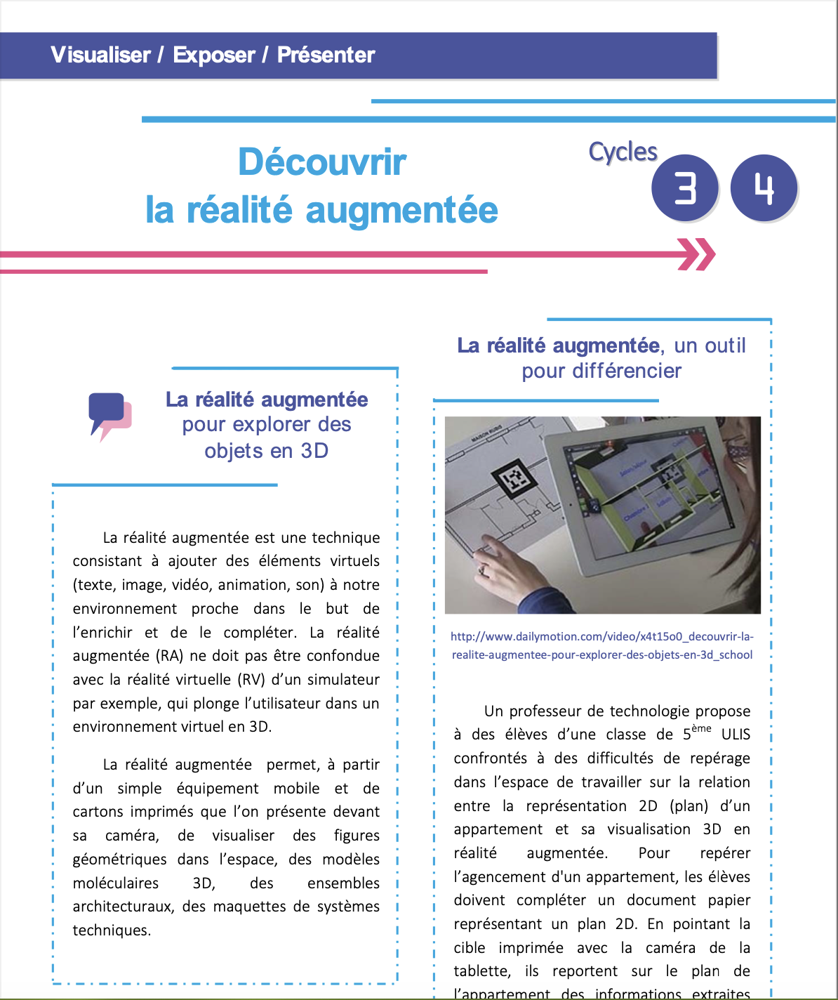 Visualiser / Exposer / Présenter
Découvrir
la réalité augmentée
Cycles
3 4
La réalité augmentée
pour explorer des
objets en 3D
La réalité augmentée est une technique
consistant à ajouter des éléments virtuels
(texte, image, vidéo, animation, son) à notre
environnement proche dans le but de
l’enrichir et de le compléter. La réalité
augmentée (RA) ne doit pas être confondue
avec la réalité virtuelle (RV) d’un simulateur
par exemple, qui plonge l’utilisateur dans un
environnement virtuel en 3D.
La réalité augmentée permet, à partir
d’un simple équipement mobile et de
cartons imprimés que l’on présente devant
sa caméra, de visualiser des figures
géométriques dans l’espace, des modèles
moléculaires 3D, des ensembles
architecturaux, des maquettes de systèmes
techniques.
La réalité augmentée, un outil
pour différencier
MAISON RUBIS
http://www.dailymotion.com/video/x4t15o0_decouvrir-la-
realite-augmentee-pour-explorer-des-objets-en-3d_school
Un professeur de technologie propose
à des élèves d’une classe de 5ème ULIS
confrontés à des difficultés de repérage
dans l’espace de travailler sur la relation
entre la représentation 2D (plan) d’un
appartement et sa visualisation 3D en
réalité augmentée. Pour repérer
l’agencement d'un appartement, les élèves
doivent compléter un document papier
représentant un plan 2D. En pointant la
cible imprimée avec la caméra de la
tablette, ils reportent sur le plan de
l’appartement des informations extraites